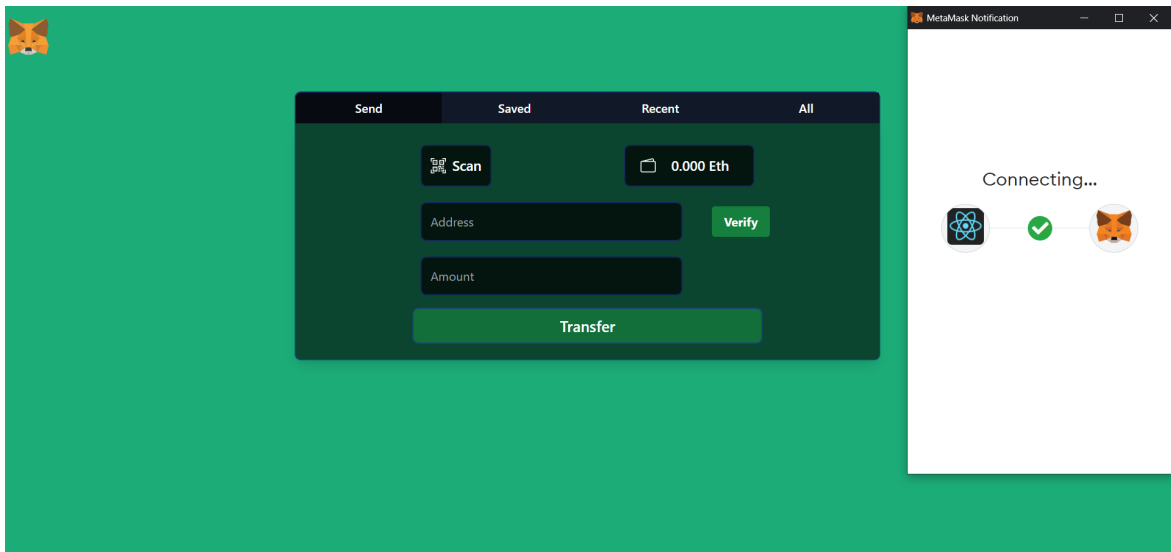 MetaMask Notification
Send Saved Recent All
Scan 0.000 Eth
Address Verify
Amount
Transfer
Connecting...